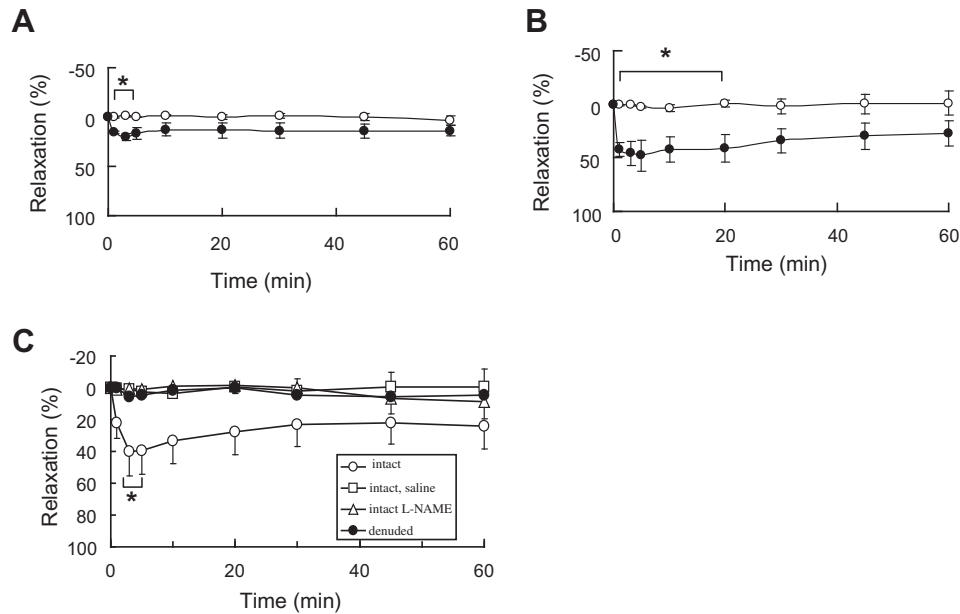 A
Relaxation (%)
-50
0
50
100
*
0 20 40 60
Time (min)
B
Relaxation (%)
-50
0
50
100
*
0 20 40 60
Time (min)
C
Relaxation (%)
-20
0
20
40
60
80
100
*
intact
intact, saline
intact L-NAME
denuded
0 20 40 60
Time (min)